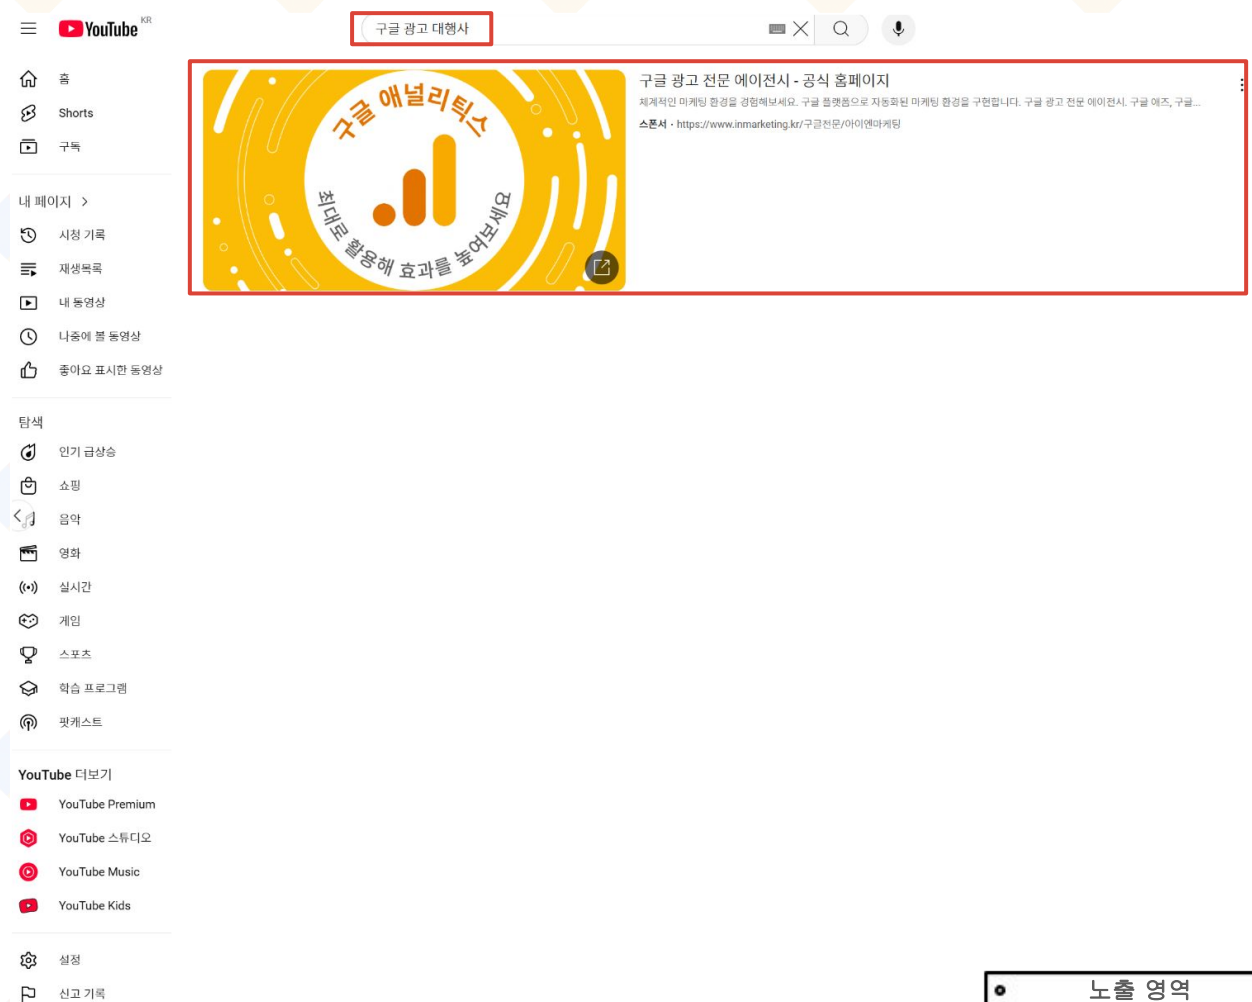 YouTube KR
구글 광고 대행사
홈
Shorts
구독
내 페이지
시청 기록
재생목록
내 동영상
나중에 볼 동영상
좋아요 표시한 동영상
탐색
인기 급상승
쇼핑
음악
영화
실시간
게임
스포츠
학습 프로그램
팟캐스트
YouTube 더보기
YouTube Premium
YouTube 스튜디오
YouTube Music
YouTube Kids
설정
신고 기록
구글 애널리틱스
최대로 활용해 효과를 높여보세요
구글 광고 전문 에이전시 - 공식 홈페이지
체계적인 마케팅 환경을 경험해보세요. 구글 플랫폼으로 자동화된 마케팅 환경을 구현합니다. 구글 광고 전문 에이전시. 구글 애즈, 구글...
스폰서 · https://www.inmarketing.kr/구글전문/아이엔마케팅
노출 영역